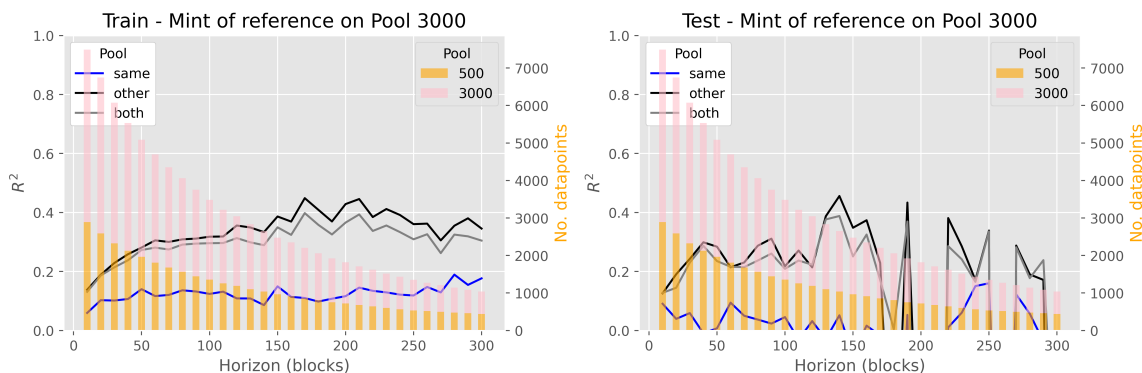 Train - Mint of reference on Pool 3000
1.0
0.8
0.6
0.4
0.2
0.0
R²
Pool
same
other
both
Pool
500
3000
7000
6000
5000
4000
3000
2000
1000
0
No. datapoints
0 50 100 150 200 250 300
Horizon (blocks)
Test - Mint of reference on Pool 3000
1.0
0.8
0.6
0.4
0.2
0.0
R²
Pool
same
other
both
Pool
500
3000
7000
6000
5000
4000
3000
2000
1000
0
No. datapoints
0 50 100 150 200 250 300
Horizon (blocks)